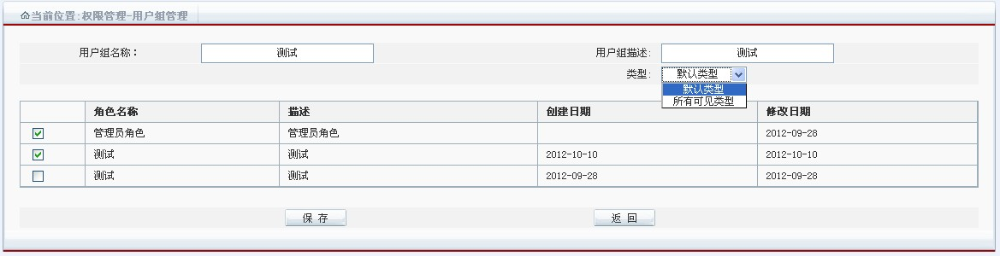 当前位置:权限管理-用户组管理
用户组名称： 测试 用户组描述: 测试
类型: 默认类型
默认类型
所有可见类型
角色名称 描述 创建日期 修改日期
管理员角色 管理员角色 2012-09-28
测试 测试 2012-10-10 2012-10-10
测试 测试 2012-09-28 2012-09-28
保 存 返 回